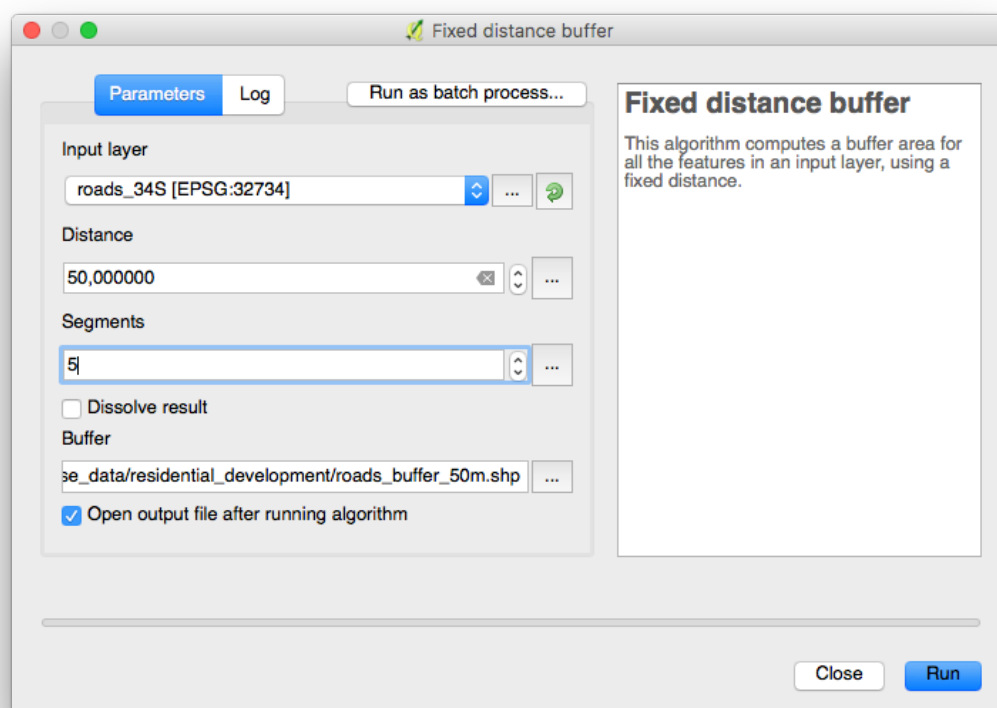 Fixed distance buffer
Parameters
Log
Run as batch process...
Input layer
roads_34S [EPSG:32734]
...
Distance
50,000000
...
Segments
5
...
Dissolve result
Buffer
se_data/residential_development/roads_buffer_50m.shp
...
Open output file after running algorithm
Fixed distance buffer
This algorithm computes a buffer area for
all the features in an input layer, using a
fixed distance.
Close
Run